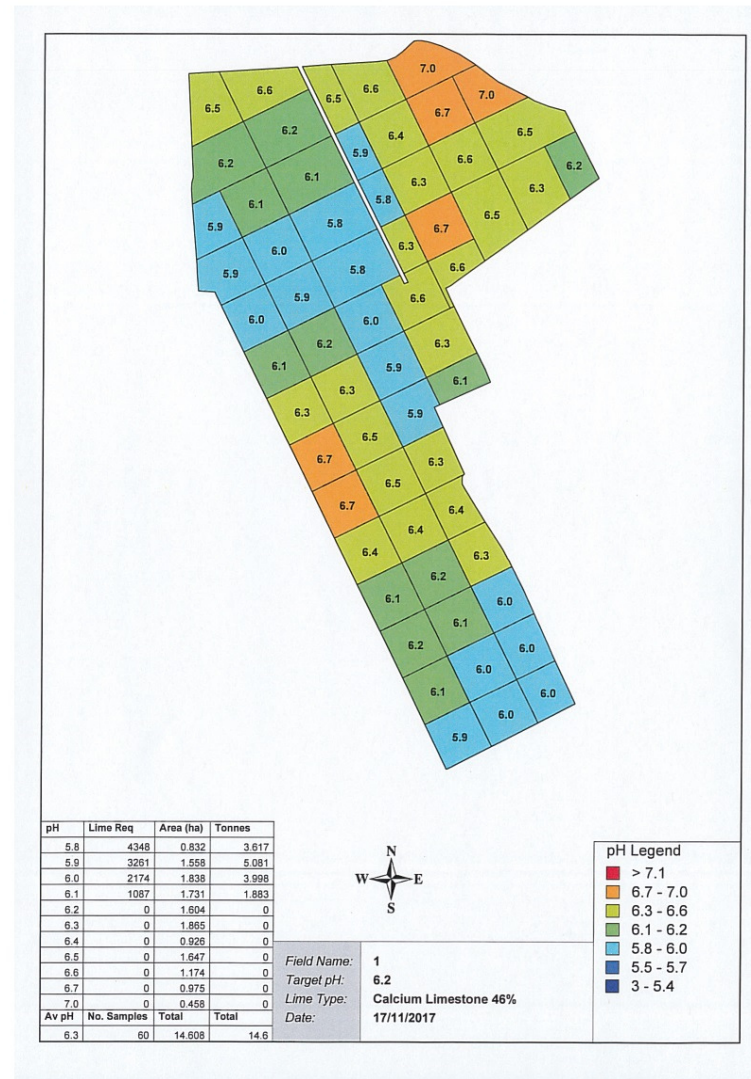 7.0
6.6 6.6 7.0
6.5 6.5 6.7
6.2 6.4 6.5
6.2 5.9 6.6 6.2
6.1 6.3 6.3
6.1 5.8 6.5
5.9 5.8 6.7
6.0 6.3
5.9 5.8 6.6
5.9 6.6
6.0 6.0
6.2 6.3
6.1 5.9
6.3 6.1
6.3 5.9
6.5
6.7 6.3
6.5
6.7 6.4
6.4
6.4 6.3
6.2
6.1 6.0
6.1
6.2 6.0
6.0
6.1 6.0
6.0
5.9
pH Lime Req Area (ha) Tonnes
5.8 4348 0.832 3.617
5.9 3261 1.558 5.081
6.0 2174 1.838 3.998
6.1 1087 1.731 1.883
6.2 0 1.604 0
6.3 0 1.865 0
6.4 0 0.926 0
6.5 0 1.647 0
6.6 0 1.174 0
6.7 0 0.975 0
7.0 0 0.458 0
Av pH No. Samples Total Total
6.3 60 14.608 14.6
N
W E
S
Field Name: 1
Target pH: 6.2
Lime Type: Calcium Limestone 46%
Date: 17/11/2017
pH Legend
> 7.1
6.7 - 7.0
6.3 - 6.6
6.1 - 6.2
5.8 - 6.0
5.5 - 5.7
3 - 5.4